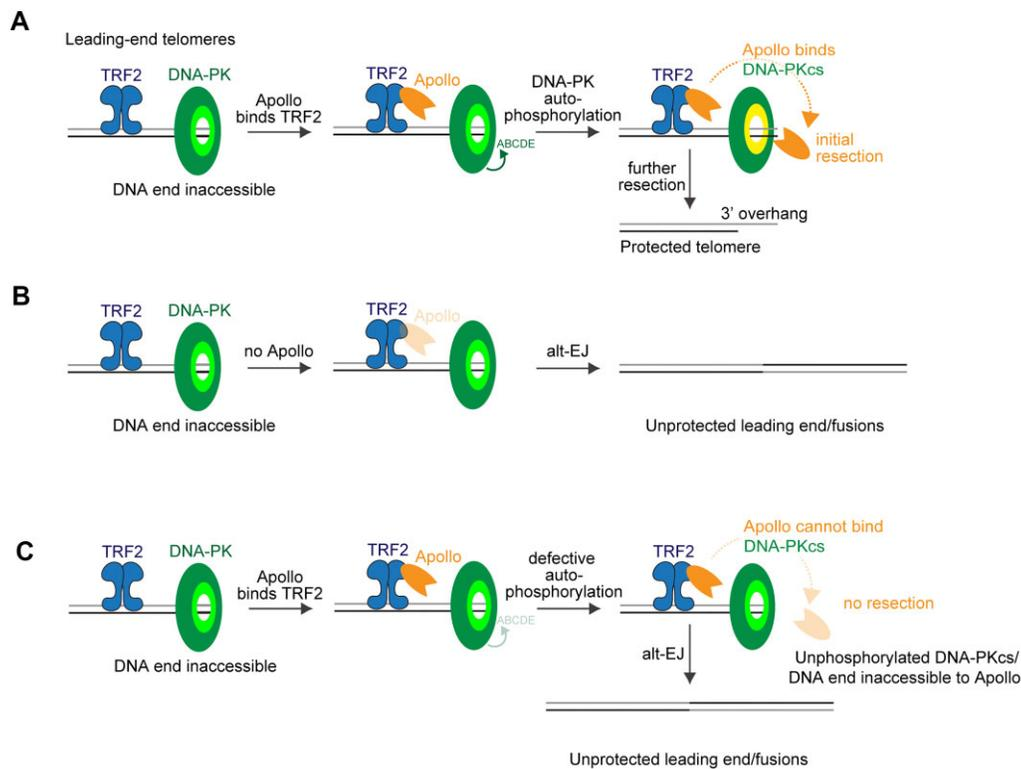 A
Leading-end telomeres
TRF2
DNA-PK
DNA end inaccessible
Apollo
binds TRF2
TRF2
Apollo
ABCDE
DNA-PK
auto-
phosphorylation
TRF2
Apollo binds
DNA-PKcs
initial
resection
further
resection
3' overhang
Protected telomere
B
TRF2
DNA-PK
DNA end inaccessible
no Apollo
TRF2
Apollo
alt-EJ
Unprotected leading end/fusions
C
TRF2
DNA-PK
DNA end inaccessible
Apollo
binds TRF2
TRF2
Apollo
ABCDE
defective
auto-
phosphorylation
TRF2
Apollo cannot bind
DNA-PKcs
no resection
Unphosphorylated DNA-PKcs/
DNA end inaccessible to Apollo
alt-EJ
Unprotected leading end/fusions